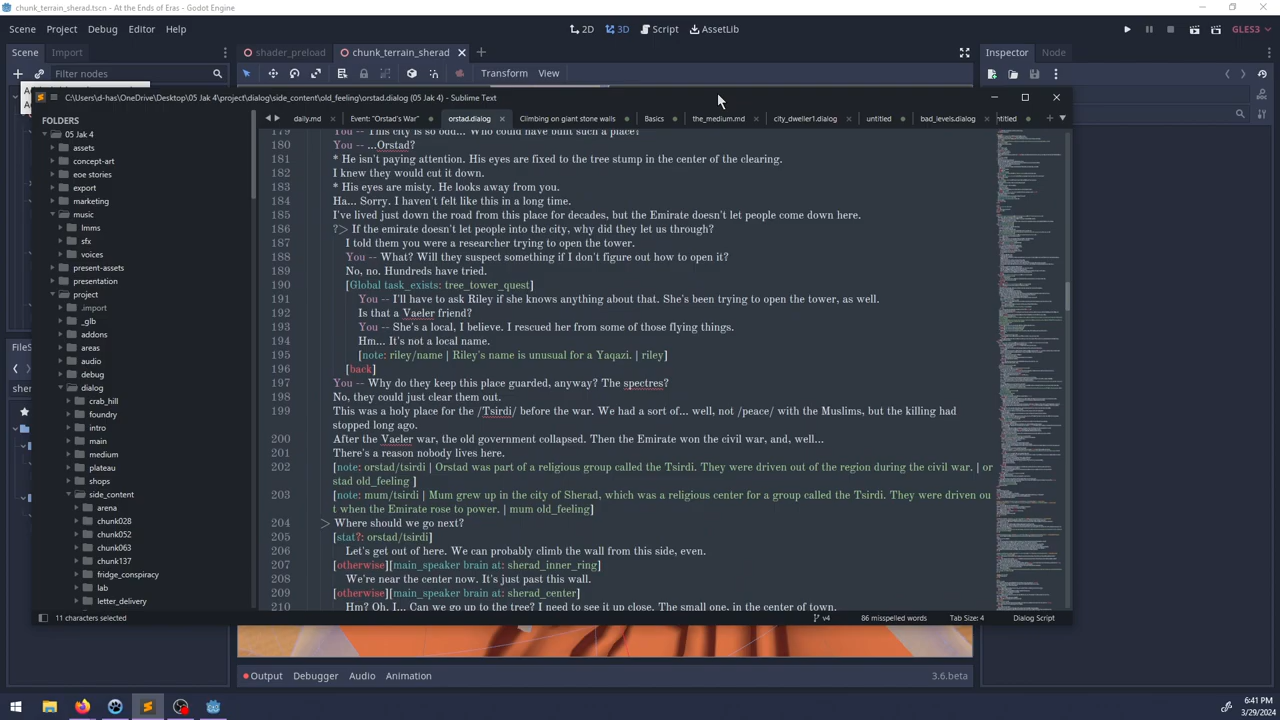 chunk_terrain_sherad.tscn - At the Ends of Eras - Godot Engine
Scene Project Debug Editor Help
2D 3D Script AssetLib
GLES3
Scene Import
shader_preload chunk_terrain_sherad
Inspector Node
Filter nodes
Transform View
C:\Users\d-has\OneDrive\Desktop\05 Jak 4\project\dialog\side_content\old_feeling\orstad.dialog (05 Jak 4) - Sublime Text
FOLDERS
daily.md Event: "Orstad's War" orstad.dialog Climbing on giant stone walls Basics the_medium.md city_dweller1.dialog untitled bad_levels.dialog ntitled
05 Jak 4
assets
concept-art
eoe stories
export
marketing
music
lmms
sfx
voices
present-assets
presentation
project
.import
_glb
addons
areas
audio
debug
dialog
crab_hill
foundry
intro
main
medium
plateau
shops
side_content
arena
chunk028
chunk052
chunk063
chunk137
fridge_conspiracy
lab
letter_delivery
You -- This city is so odd... Who could have built such a place?
180 You -- ...Orstad?
181 * He isn't paying attention. His eyes are fixed to the tree stump in the center of the clearing.
182 knew they would cut it down.
183 His eyes are misty. He looks away from you.
184 Sorry. I haven't felt like this in a long time.
185 I've lived just down the road from this place for decades, but the Emirate doesn't let people come down here.
186 If the Emirate doesn't let people into the city, why did they let us through?
187 I told them you were a researcher trying to open the tower.
188 You -- What? Will they suspect something if I don't figure out how to open it?
189 No, no. Hundreds have tried.
190 [Global task_exists: tree_tower_quest]
191 You -- I'll have to ask Riley if she knows anything about that. She's been trying to open the tower, as well.
192 Is that a Vaeler friend?
193 You -- She's a local, I believe. I rescued her from some of those flying things.
194 Hm... Her, not a local name.
195 [note: riley/name | Riley's name is unusual for a Yaqazi. | riley]
196 [back]
197 You -- Why do they keep this place guarded, anyway? The spectres?
198 they could just wear their fur.
199 was a holy site for the /Tsirdi/ before the war. We had a sort of... well, not /peace/ with the Muslims, but the killing had
stopped long ago.
200 the Vaeler came, the old government collapsed. Then the Emirate won the civil war, and, well...
201 There's a reason nobody lives here.
202 [note: orstad/tsirdi | Orstad was part of a religious group called the Tsirdi. They were driven out of the region during the civil war. | or
stad old_feeling ]
203 [note: mum/tsirdi | Mum grew up in the city of Sherad, which was a religious center for a group called the Tsirdi. They were driven ou
when the Emirate rose to power. | mum old_feeling]
204 > Where should we go next?
205 [stat?: orstad/tsirdi]
206 Let's get out of here. We can probably climb the wall from this side, even.
207 [otherwise][main_speaker bran at: sherad_inner_ring]
208 We're near the center now. It's just past this wall.
209 [otherwise][main_speaker bran at: sherad_center]
210 Hm? Oh, I... Can we go up to the tree? I need to see it up close. The small one, in the center of town.
11 characters selected
v4 86 misspelled words Tab Size: 4 Dialog Script
Output Debugger Audio Animation
3.6.beta
6:41 PM
3/29/2024